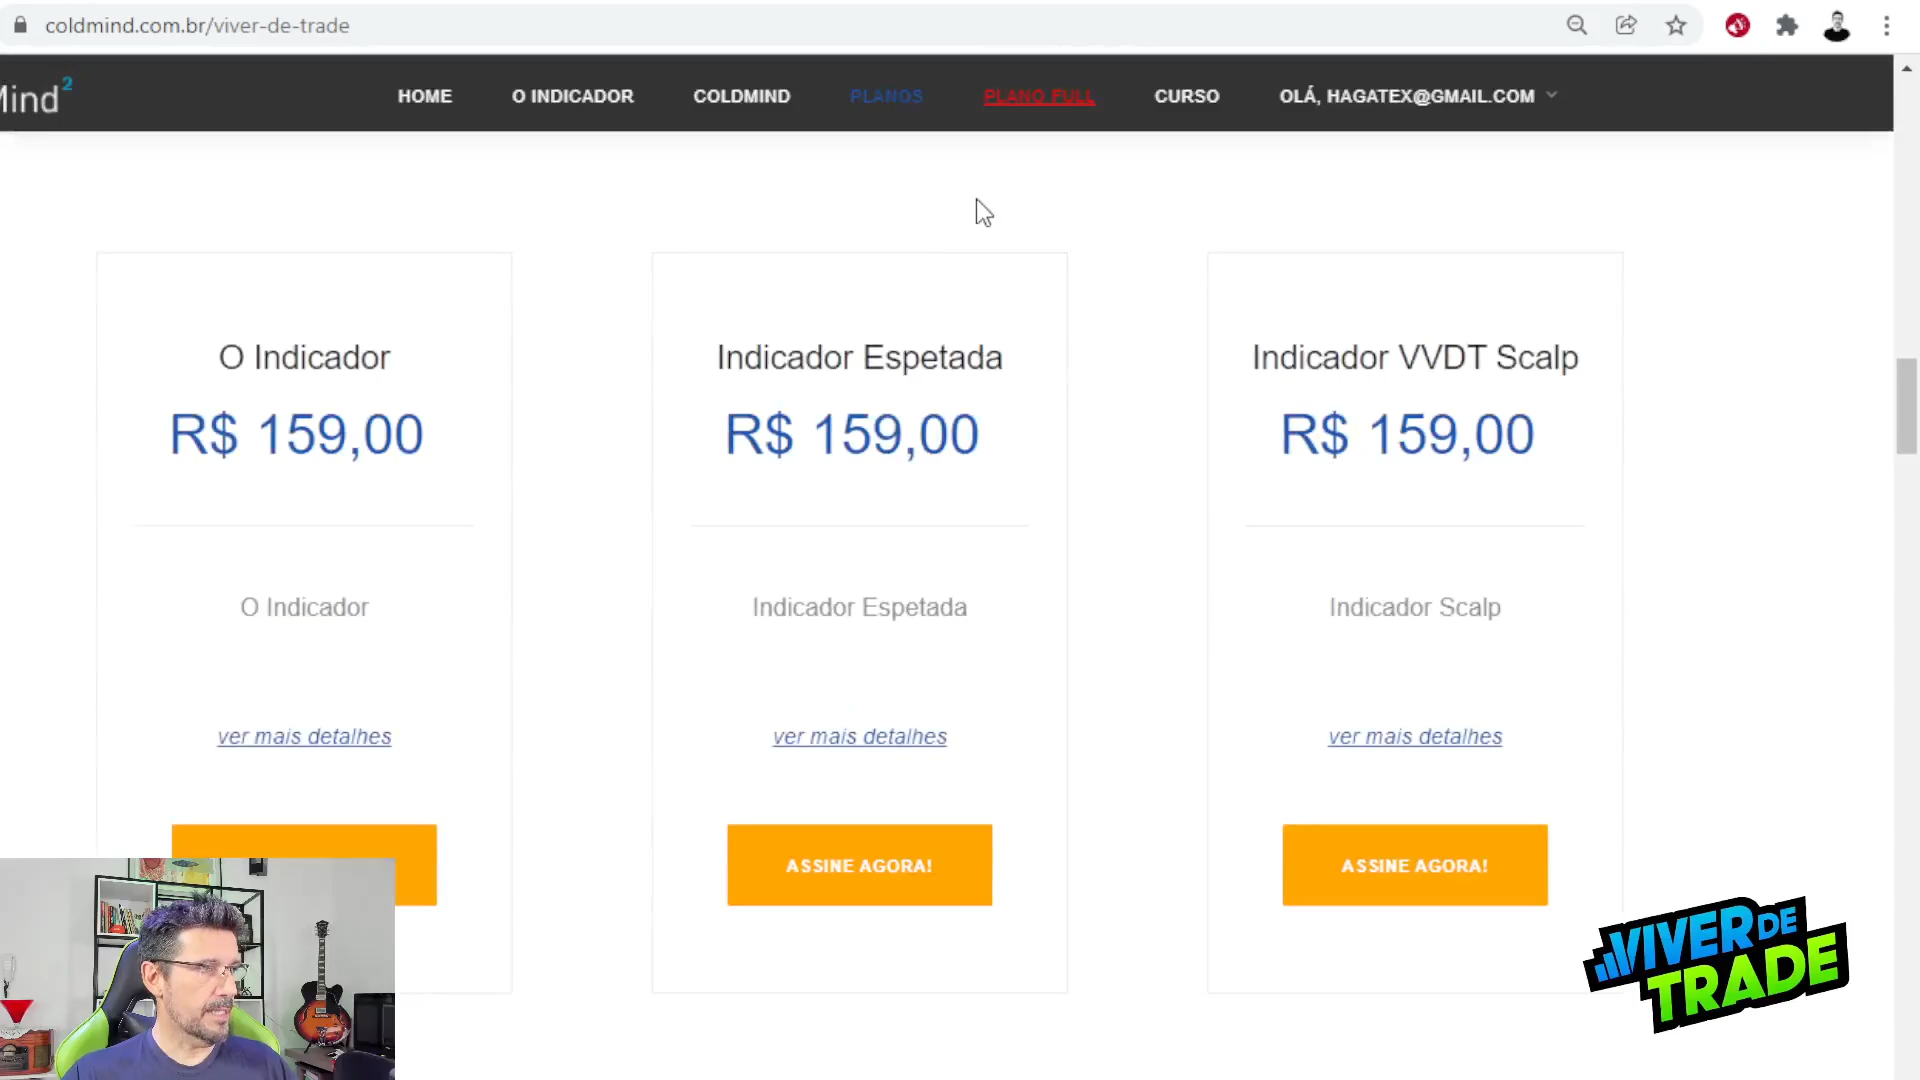 coldmind.com.br/viver-de-trade
Mind²
HOME
O INDICADOR
COLDMIND
PLANOS
PLANO FULL
CURSO
OLÁ, HAGATEX@GMAIL.COM
O Indicador
R$ 159,00
O Indicador
ver mais detalhes
Indicador Espetada
R$ 159,00
Indicador Espetada
ver mais detalhes
ASSINE AGORA!
Indicador VVDT Scalp
R$ 159,00
Indicador Scalp
ver mais detalhes
ASSINE AGORA!
VIVER DE
TRADE